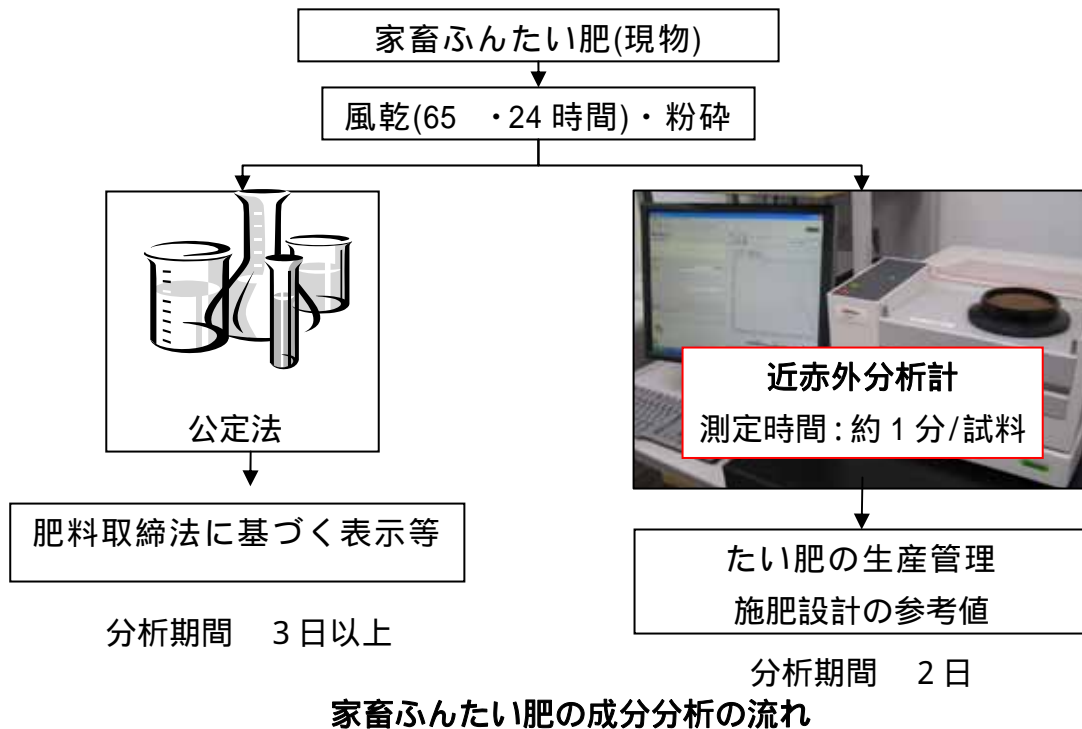 家畜ふんたい肥(現物)
風乾(65 ・24時間)・粉砕
公定法
近赤外分析計
測定時間:約1分/試料
肥料取締法に基づく表示等
たい肥の生産管理
施肥設計の参考値
分析期間 3日以上
分析期間 2日
家畜ふんたい肥の成分分析の流れ